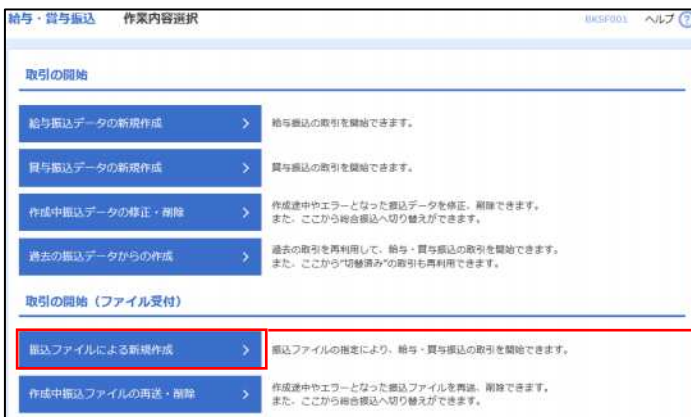 給与・賞与振込 作業内容選択 BKSF001 ヘルプ ?
取引の開始
給与振込データの新規作成 > 給与振込の取引を開始できます。
賞与振込データの新規作成 > 賞与振込の取引を開始できます。
作成中振込データの修正・削除 > 作成途中やエラーとなった振込データを修正、削除できます。
また、ここから総合振込へ切り替えができます。
過去の振込データからの作成 > 過去の取引を再利用して、給与・賞与振込の取引を開始できます。
また、ここから"切替済み"の取引も再利用できます。
取引の開始（ファイル受付）
振込ファイルによる新規作成 > 振込ファイルの指定により、給与・賞与振込の取引を開始できます。
作成中振込ファイルの再送・削除 > 作成途中やエラーとなった振込ファイルを再送、削除できます。
また、ここから総合振込へ切り替えができます。